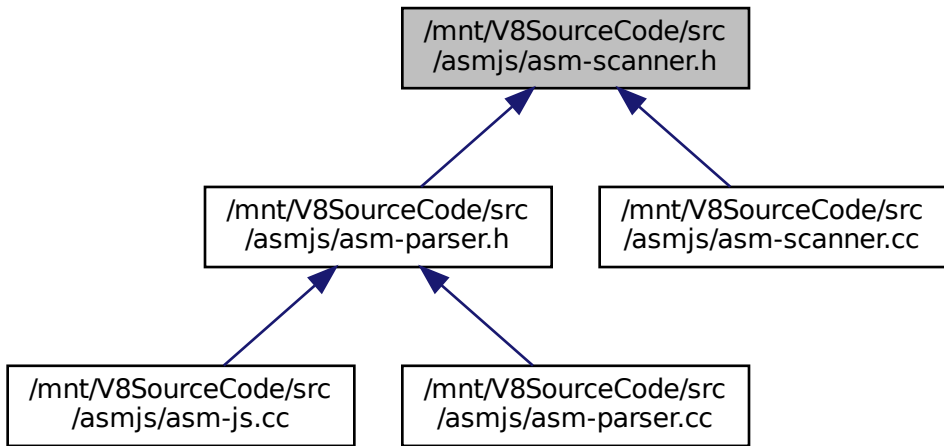 /mnt/V8SourceCode/src
/asmjs/asm-scanner.h
/mnt/V8SourceCode/src
/asmjs/asm-parser.h
/mnt/V8SourceCode/src
/asmjs/asm-scanner.cc
/mnt/V8SourceCode/src
/asmjs/asm-js.cc
/mnt/V8SourceCode/src
/asmjs/asm-parser.cc